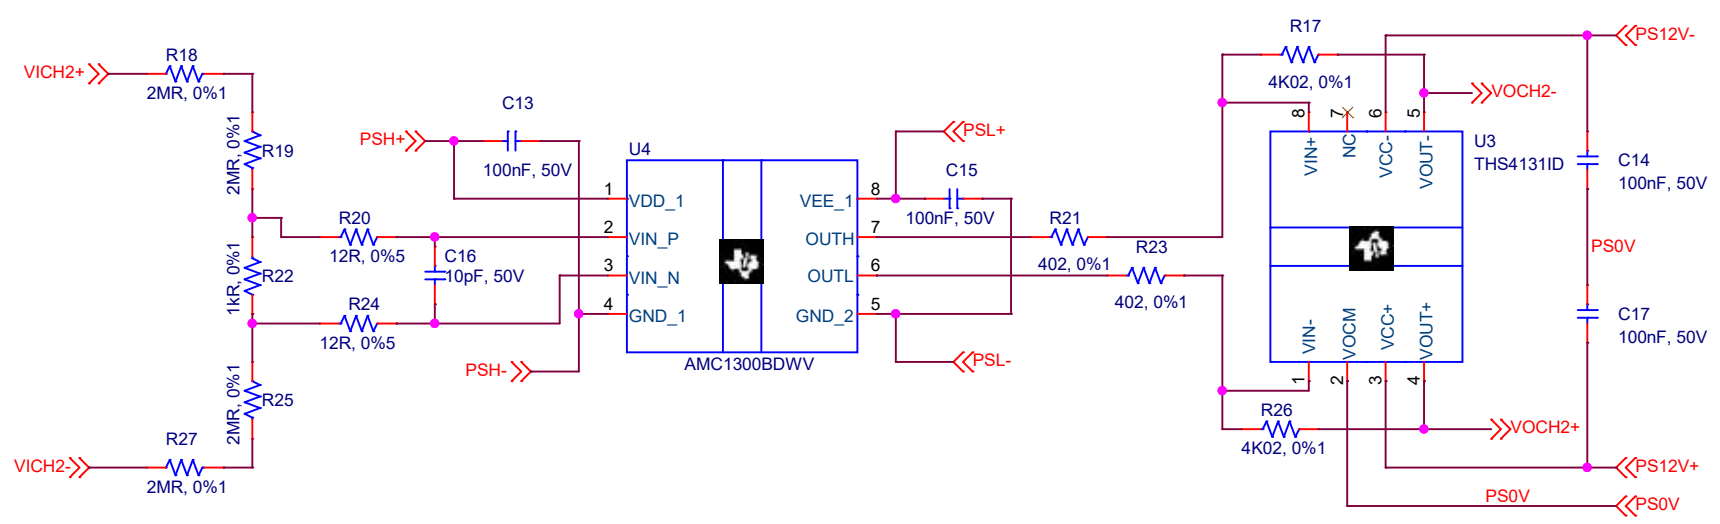 R18
VICH2+
2MR, 0%1
R19
2MR, 0%1
R20
12R, 0%5
R22
1kR, 0%1
C16
10pF, 50V
R24
12R, 0%5
R25
2MR, 0%1
R27
VICH2-
2MR, 0%1
C13
PSH+
100nF, 50V
PSH-
U4
1
VDD_1
2
VIN_P
3
VIN_N
4
GND_1
8
VEE_1
7
OUTH
6
OUTL
5
GND_2
AMC1300BDWV
PSL+
C15
100nF, 50V
PSL-
R21
402, 0%1
R23
402, 0%1
R17
4K02, 0%1
PS12V-
VOCH2-
8
7
6
5
VIN+
NC
VCC-
VOUT-
U3
THS4131ID
VIN-
VOCM
VCC+
VOUT+
1
2
3
4
R26
4K02, 0%1
VOCH2+
C14
100nF, 50V
PS0V
C17
100nF, 50V
PS12V+
PS0V
PS0V